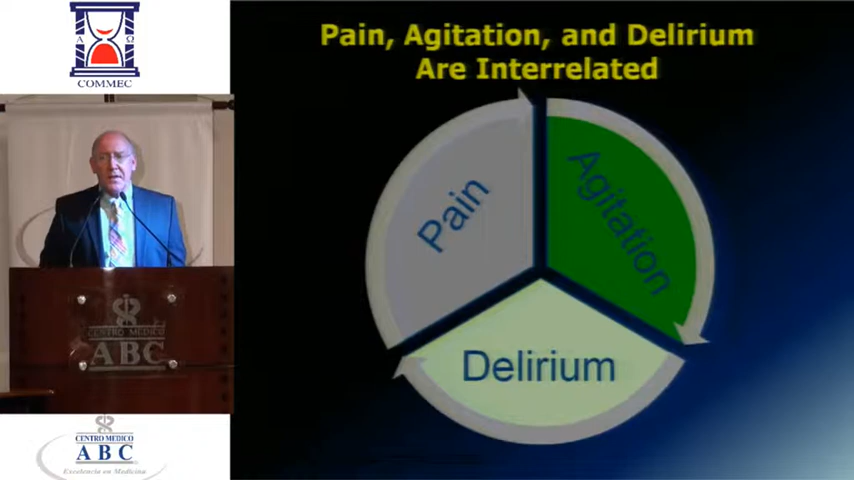 Α Ω
COMMEC
Pain, Agitation, and Delirium
Are Interrelated
Pain
Agitation
Delirium
CENTRO MEDICO
ABC
CENTRO MEDICO
ABC
Excelencia en Medicina